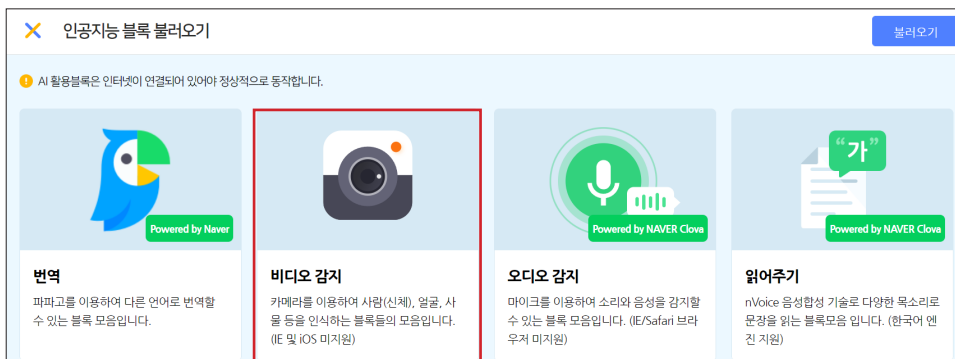 인공지능 블록 불러오기
불러오기
AI 활용블록은 인터넷이 연결되어 있어야 정상적으로 동작합니다.
Powered by Naver
번역
파파고를 이용하여 다른 언어로 번역할
수 있는 블록 모음입니다.
비디오 감지
카메라를 이용하여 사람(신체), 얼굴, 사
물 등을 인식하는 블록들의 모음입니다.
(IE 및 iOS 미지원)
Powered by NAVER Clova
오디오 감지
마이크를 이용하여 소리와 음성을 감지할
수 있는 블록 모음입니다. (IE/Safari 브라
우저 미지원)
“가”
Powered by NAVER Clova
읽어주기
nVoice 음성합성 기술로 다양한 목소리로
문장을 읽는 블록모음 입니다. (한국어 엔
진 지원)